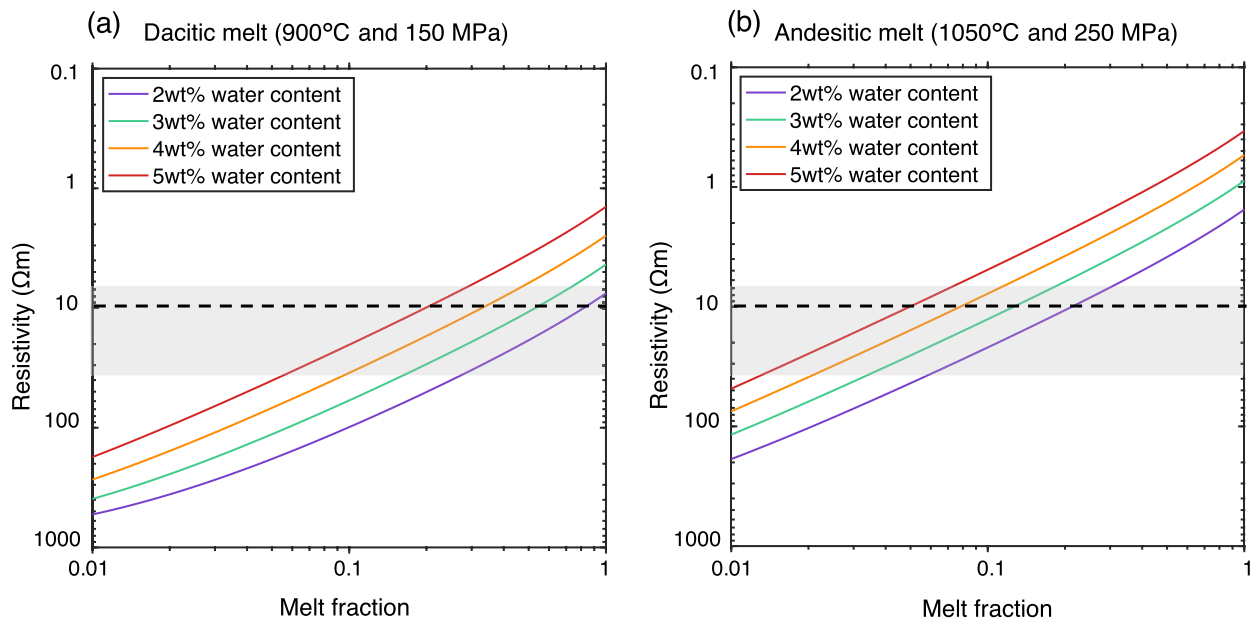 (a)
Dacitic melt (900°C and 150 MPa)
0.1
2wt% water content
3wt% water content
4wt% water content
5wt% water content
1
10
100
1000
Resistivity (Ωm)
0.01
0.1
1
Melt fraction
(b)
Andesitic melt (1050°C and 250 MPa)
0.1
2wt% water content
3wt% water content
4wt% water content
5wt% water content
1
10
100
1000
Resistivity (Ωm)
0.01
0.1
1
Melt fraction